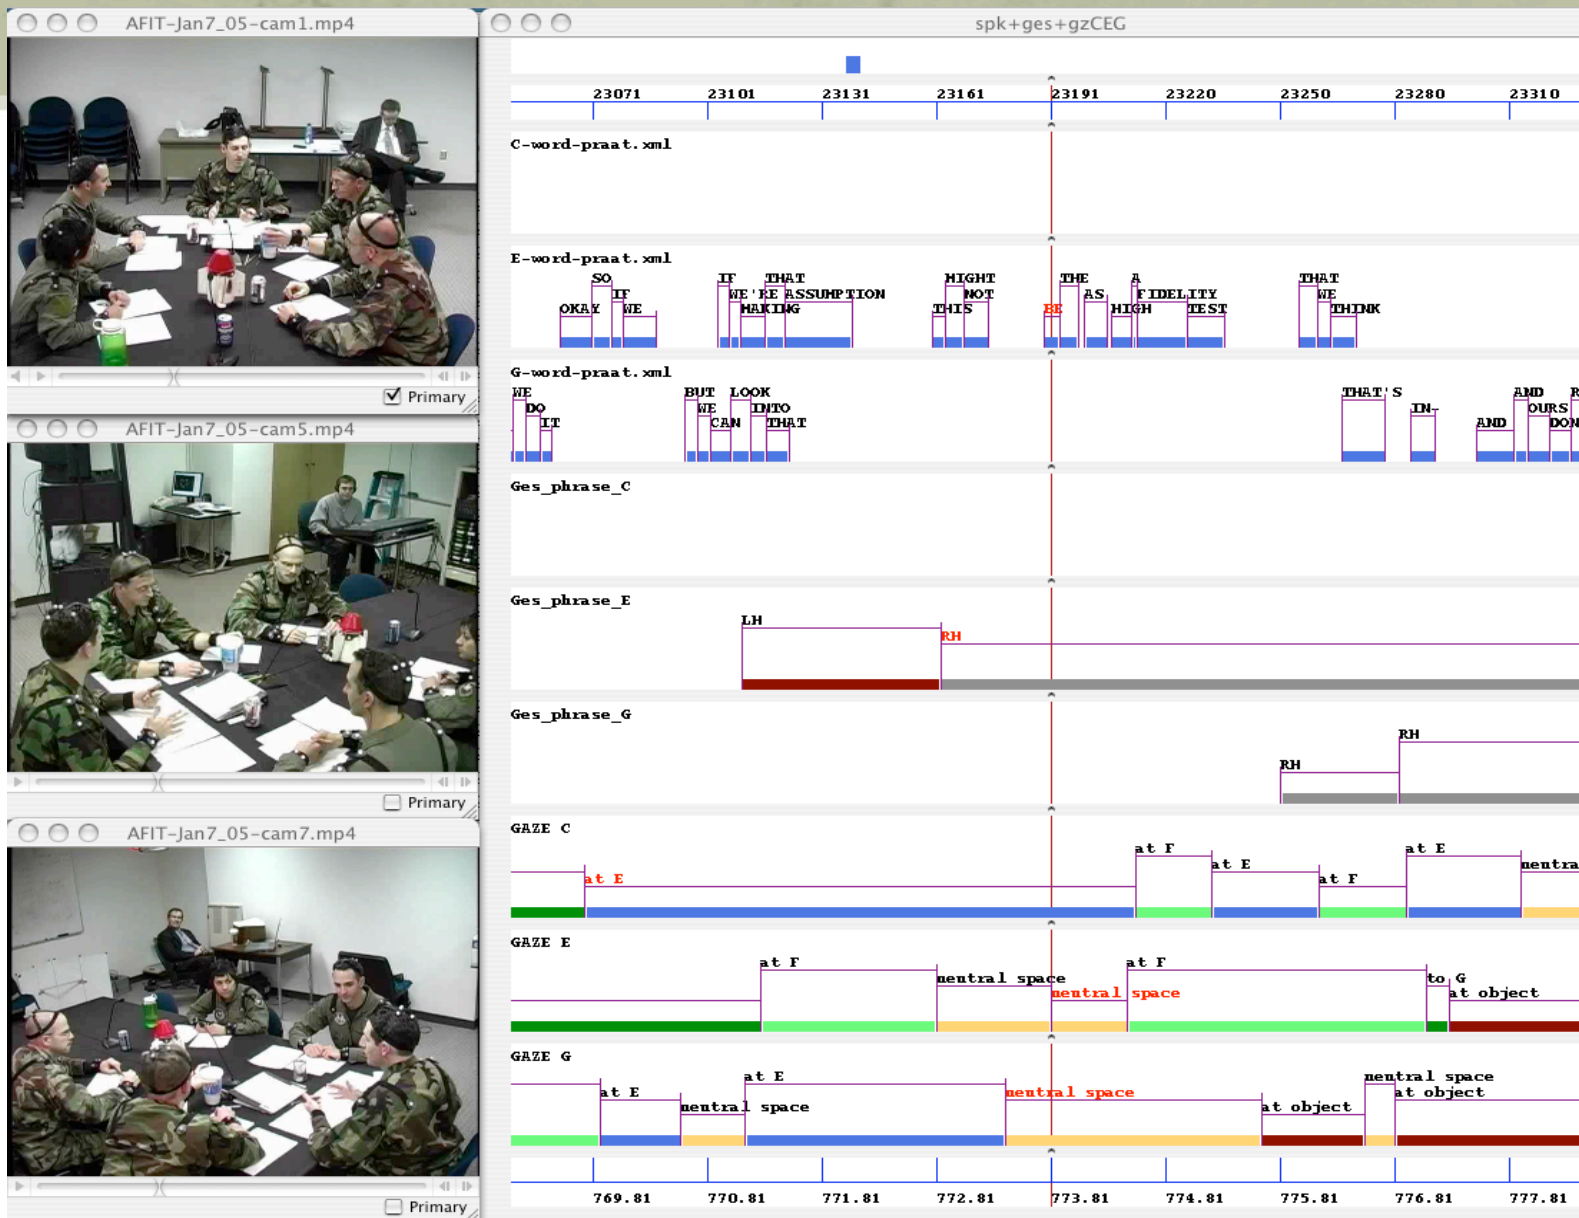 AFIT-Jan7_05-cam1.mp4
Primary
AFIT-Jan7_05-cam5.mp4
Primary
AFIT-Jan7_05-cam7.mp4
Primary
spk+ges+gzCEG
23071 23101 23131 23161 23191 23220 23250 23280 23310
C-word-praat.xml
E-word-praat.xml
SO IF THAT MIGHT THE A THAT
IF WE'RE ASSUMPTION NOT AS FIDELITY WE
OKAY WE MAKING THIS BE HIGH TEST THINK
G-word-praat.xml
WE BUT LOOK THAT'S AND R
DO WE INTO IN- OURS
IT CAN THAT AND DON
Ges_phrase_C
Ges_phrase_E
LH
RH
Ges_phrase_G
RH
RH
GAZE C
at F at E
at E neutra
at E at F
GAZE E
at F at F
neutral space to G
neutral space at object
GAZE G
at E neutral space
at E neutral space at object
neutral space at object
769.81 770.81 771.81 772.81 773.81 774.81 775.81 776.81 777.81